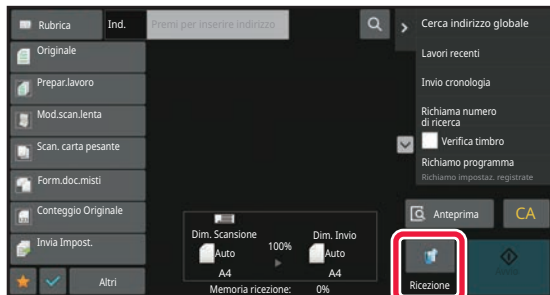 Rubrica
Ind.
Premi per inserire indirizzo
Cerca indirizzo globale
Originale
Lavori recenti
Prepar.lavoro
Invio cronologia
Mod.scan.lenta
Richiama numero
di ricerca
Scan. carta pesante
Verifica timbro
Form.doc.misti
Richiamo programma
Richiamo impostaz. registrate
Conteggio Originale
Anteprima
CA
Invia Impost.
Dim. Scansione
Dim. Invio
100%
Auto
Auto
A4
A4
Altri
Memoria ricezione: 0%
Ricezione